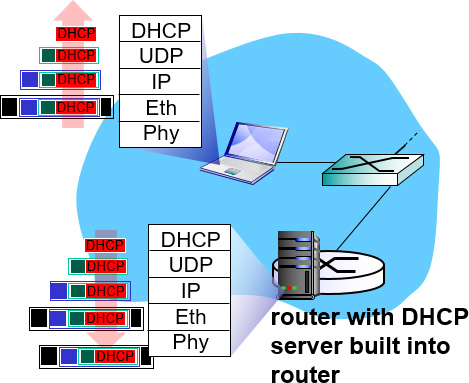 DHCP
DHCP
DHCP
DHCP
DHCP
UDP
IP
Eth
Phy
DHCP
DHCP
DHCP
DHCP
DHCP
DHCP
UDP
IP
Eth
Phy
router with DHCP
server built into
router